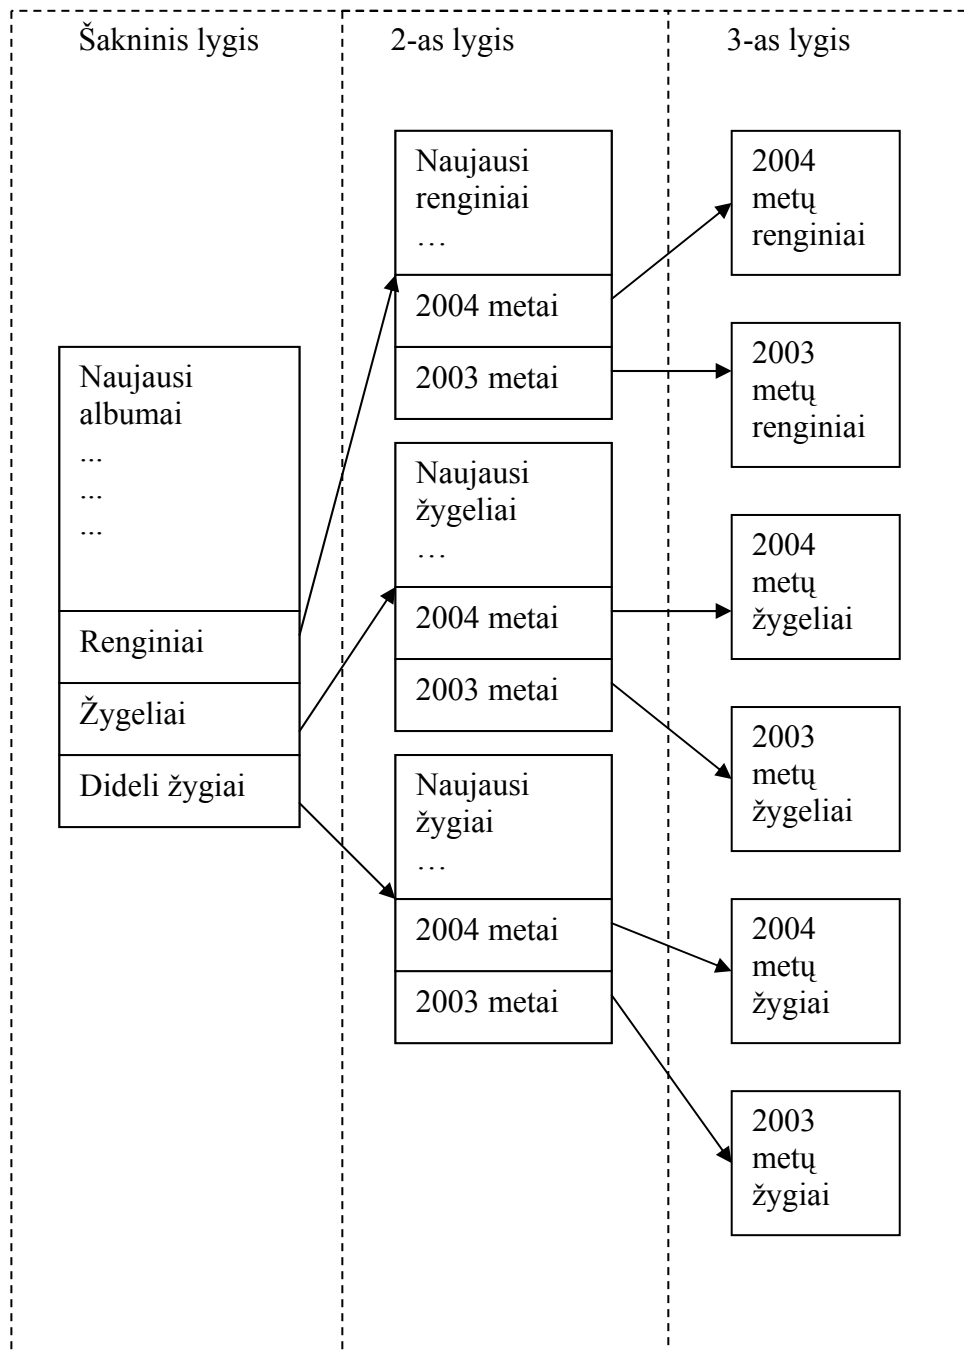 Šakninis lygis
2-as lygis
3-as lygis
Naujausi
albumai
...
...
...
Renginiai
Žygeliai
Dideli žygiai
Naujausi
renginiai
…
2004 metai
2003 metai
Naujausi
žygeliai
…
2004 metai
2003 metai
Naujausi
žygiai
…
2004 metai
2003 metai
2004
metų
renginiai
2003
metų
renginiai
2004
metų
žygeliai
2003
metų
žygeliai
2004
metų
žygiai
2003
metų
žygiai